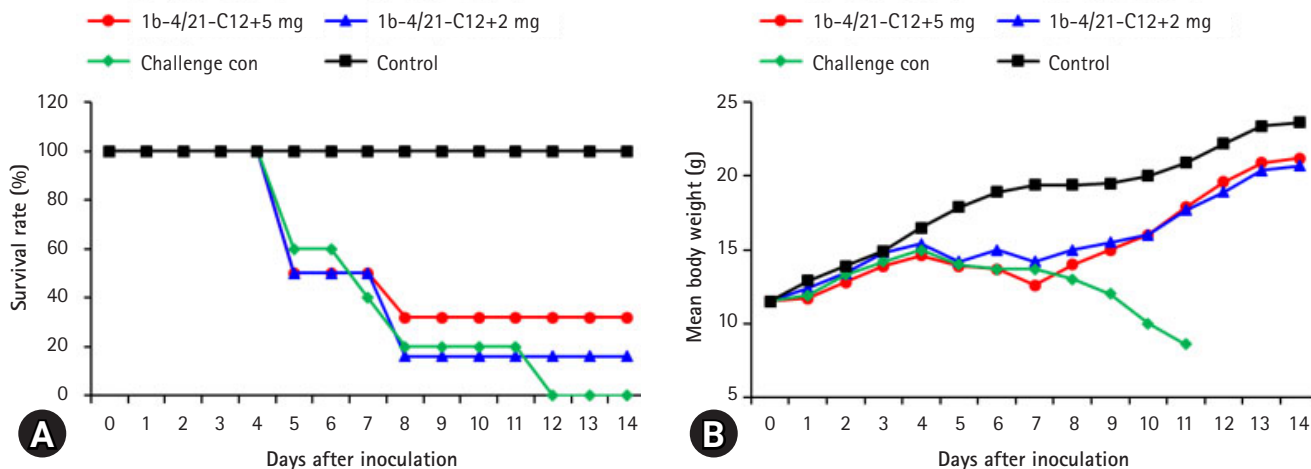 1b-4/21-C12+5 mg 1b-4/21-C12+2 mg
Challenge con Control
120
100
80
60
40
20
0
Survival rate (%)
0 1 2 3 4 5 6 7 8 9 10 11 12 13 14
Days after inoculation
A
1b-4/21-C12+5 mg 1b-4/21-C12+2 mg
Challenge con Control
25
20
15
10
5
Mean body weight (g)
0 1 2 3 4 5 6 7 8 9 10 11 12 13 14
Days after inoculation
B